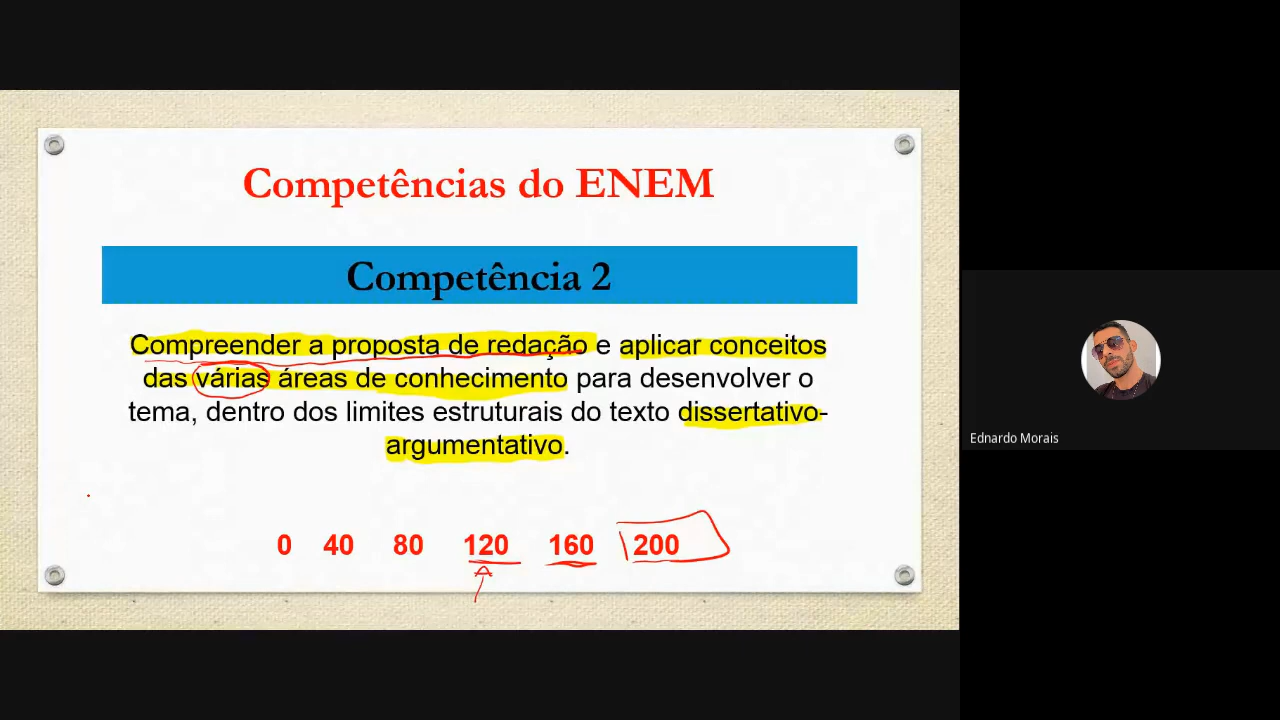 Competências do ENEM
Competência 2
Compreender a proposta de redação e aplicar conceitos
das várias áreas de conhecimento para desenvolver o
tema, dentro dos limites estruturais do texto dissertativo-
argumentativo.
0 40 80 120 160 200
Ednardo Morais